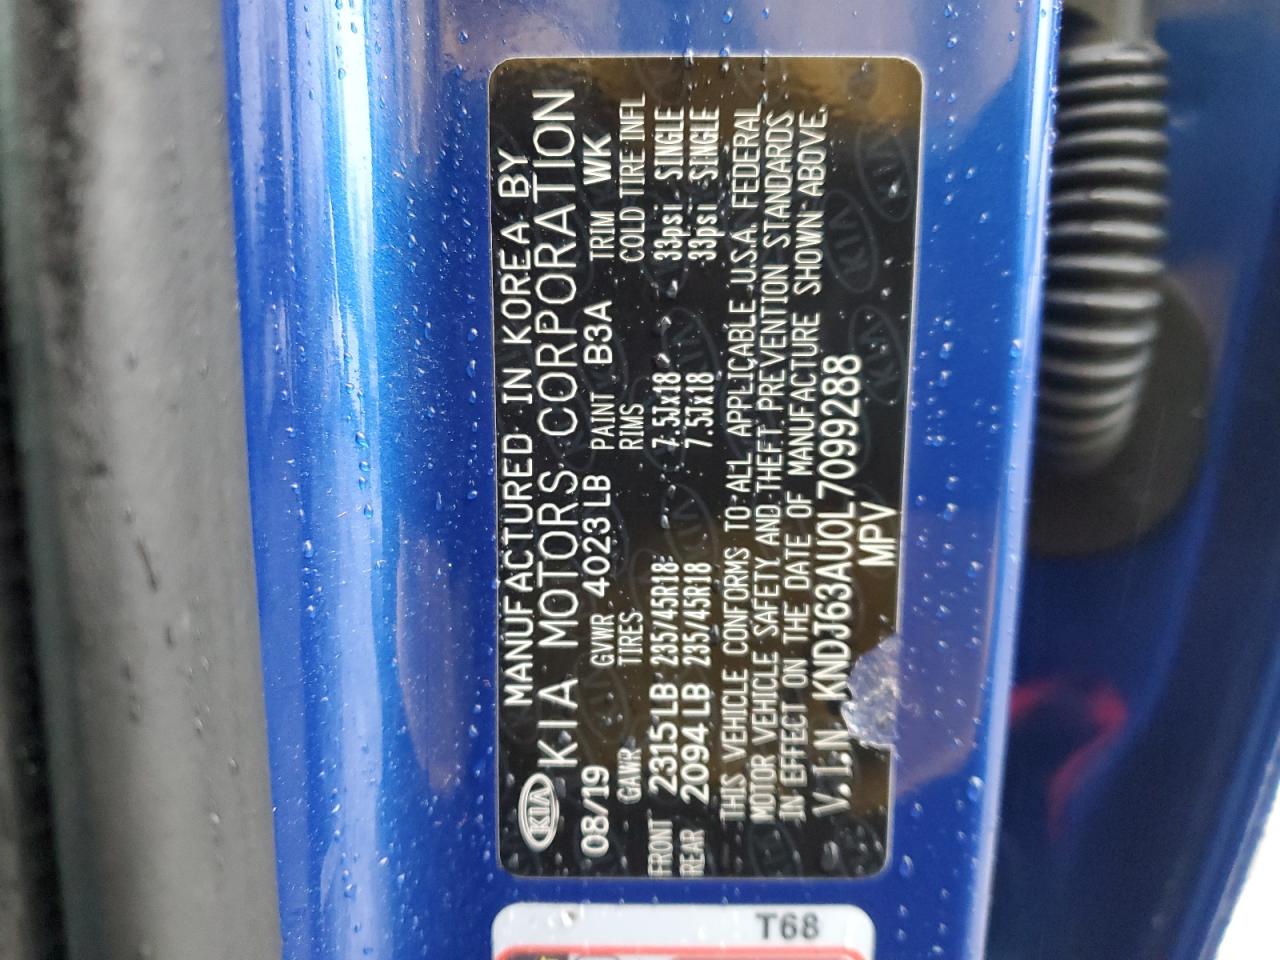 KIA MANUFACTURED IN KOREA BY
KIA MOTORS CORPORATION
08/19 GVWR 4023LB PAINT B3A TRIM WK
GAWR TIRES RIMS COLD TIRE INFL
FRONT 2315LB 235/45R18 7.5Jx18 33psi SINGLE
REAR 2094LB 235/45R18 7.5Jx18 33psi SINGLE
THIS VEHICLE CONFORMS TO ALL APPLICABLE U.S.A. FEDERAL
MOTOR VEHICLE SAFETY AND THEFT PREVENTION STANDARDS
IN EFFECT ON THE DATE OF MANUFACTURE SHOWN ABOVE.
V.I.N KNDJ63AU0L7099288
MPV
T68